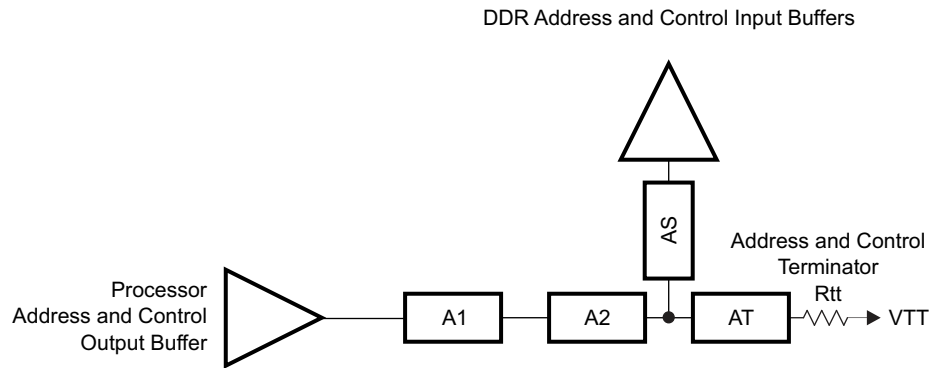 DDR Address and Control Input Buffers
AS
Address and Control
Terminator
Rtt
Processor
Address and Control
Output Buffer
A1
A2
AT
VTT